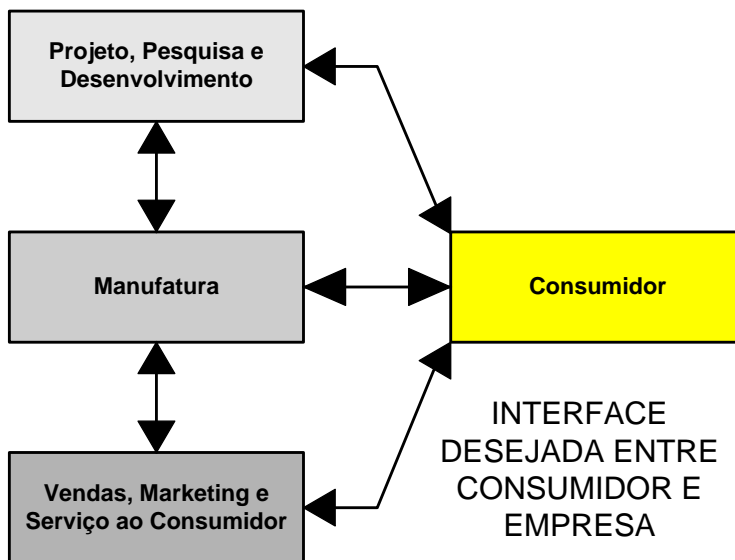 Projeto, Pesquisa e
Desenvolvimento
Manufatura
Consumidor
Vendas, Marketing e
Serviço ao Consumidor
INTERFACE
DESEJADA ENTRE
CONSUMIDOR E
EMPRESA